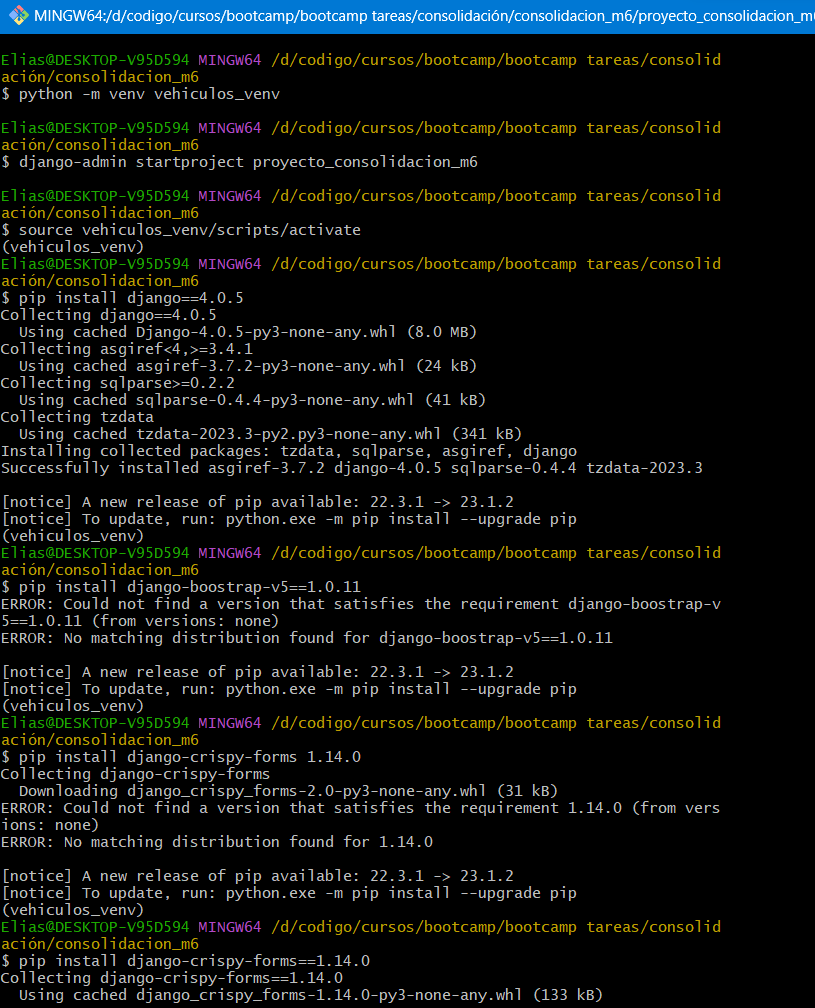 MINGW64:/d/codigo/cursos/bootcamp/bootcamp tareas/consolidación/consolidacion_m6/proyecto_consolidacion_m
Elias@DESKTOP-V95D594 MINGW64 /d/codigo/cursos/bootcamp/bootcamp tareas/consolid
ación/consolidacion_m6
$ python -m venv vehiculos_venv
Elias@DESKTOP-V95D594 MINGW64 /d/codigo/cursos/bootcamp/bootcamp tareas/consolid
ación/consolidacion_m6
$ django-admin startproject proyecto_consolidacion_m6
Elias@DESKTOP-V95D594 MINGW64 /d/codigo/cursos/bootcamp/bootcamp tareas/consolid
ación/consolidacion_m6
$ source vehiculos_venv/scripts/activate
(vehiculos_venv)
Elias@DESKTOP-V95D594 MINGW64 /d/codigo/cursos/bootcamp/bootcamp tareas/consolid
ación/consolidacion_m6
$ pip install django==4.0.5
Collecting django==4.0.5
  Using cached Django-4.0.5-py3-none-any.whl (8.0 MB)
Collecting asgiref<4,>=3.4.1
  Using cached asgiref-3.7.2-py3-none-any.whl (24 kB)
Collecting sqlparse>=0.2.2
  Using cached sqlparse-0.4.4-py3-none-any.whl (41 kB)
Collecting tzdata
  Using cached tzdata-2023.3-py2.py3-none-any.whl (341 kB)
Installing collected packages: tzdata, sqlparse, asgiref, django
Successfully installed asgiref-3.7.2 django-4.0.5 sqlparse-0.4.4 tzdata-2023.3
[notice] A new release of pip available: 22.3.1 -> 23.1.2
[notice] To update, run: python.exe -m pip install --upgrade pip
(vehiculos_venv)
Elias@DESKTOP-V95D594 MINGW64 /d/codigo/cursos/bootcamp/bootcamp tareas/consolid
ación/consolidacion_m6
$ pip install django-boostrap-v5==1.0.11
ERROR: Could not find a version that satisfies the requirement django-boostrap-v
5==1.0.11 (from versions: none)
ERROR: No matching distribution found for django-boostrap-v5==1.0.11
[notice] A new release of pip available: 22.3.1 -> 23.1.2
[notice] To update, run: python.exe -m pip install --upgrade pip
(vehiculos_venv)
Elias@DESKTOP-V95D594 MINGW64 /d/codigo/cursos/bootcamp/bootcamp tareas/consolid
ación/consolidacion_m6
$ pip install django-crispy-forms 1.14.0
Collecting django-crispy-forms
  Downloading django_crispy_forms-2.0-py3-none-any.whl (31 kB)
ERROR: Could not find a version that satisfies the requirement 1.14.0 (from vers
ions: none)
ERROR: No matching distribution found for 1.14.0
[notice] A new release of pip available: 22.3.1 -> 23.1.2
[notice] To update, run: python.exe -m pip install --upgrade pip
(vehiculos_venv)
Elias@DESKTOP-V95D594 MINGW64 /d/codigo/cursos/bootcamp/bootcamp tareas/consolid
ación/consolidacion_m6
$ pip install django-crispy-forms==1.14.0
Collecting django-crispy-forms==1.14.0
  Using cached django_crispy_forms-1.14.0-py3-none-any.whl (133 kB)